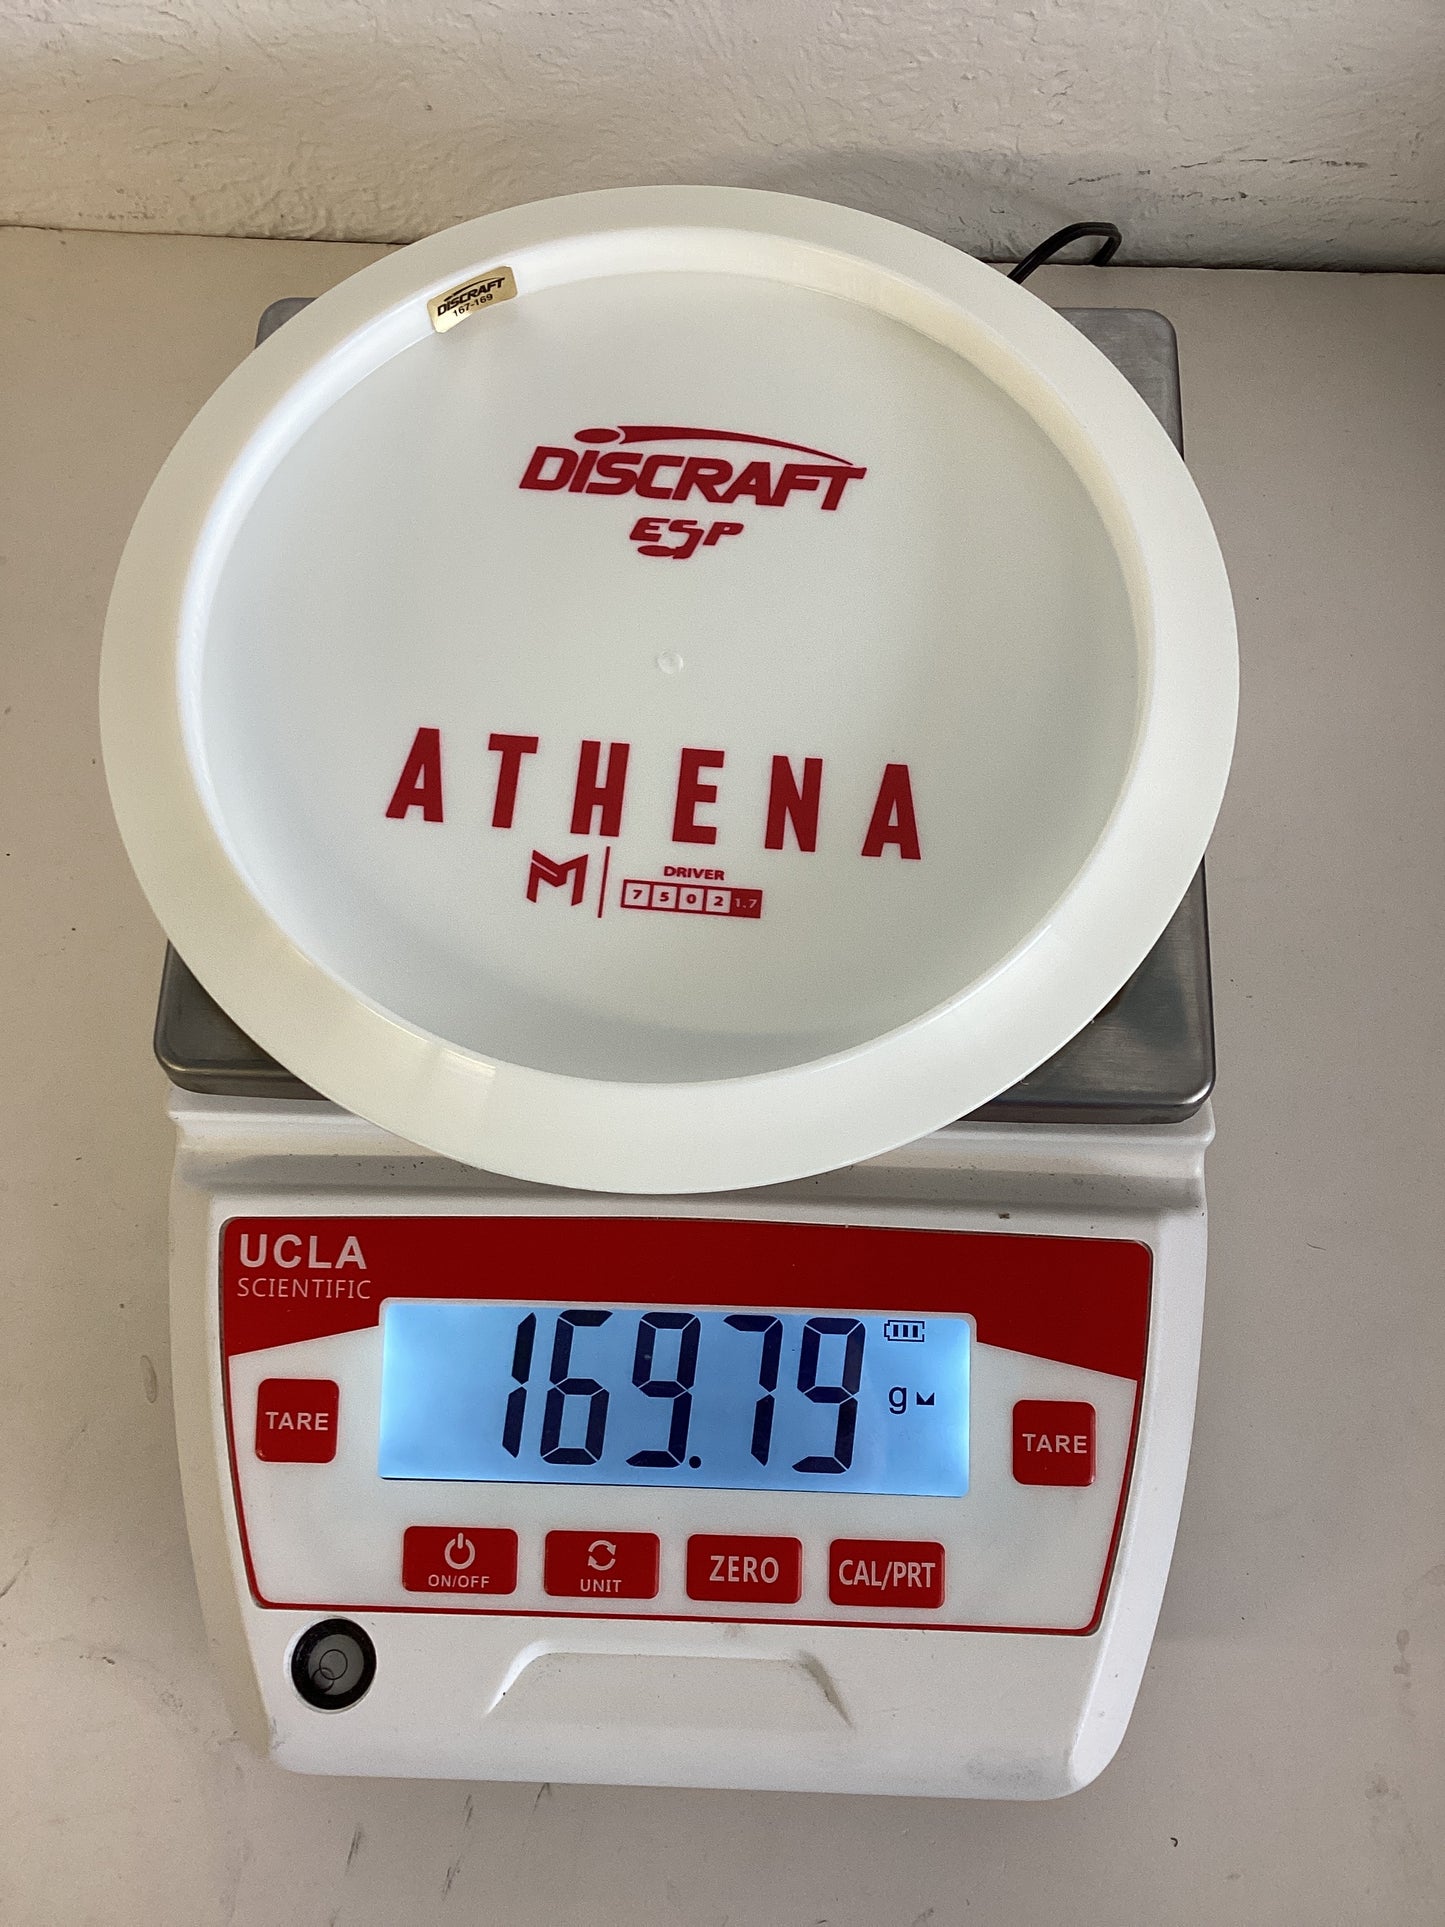 DISCRAFT
167-169
DISCRAFT
ESP
ATHENA
M
DRIVER
7 5 0 2 1.7
UCLA
SCIENTIFIC
169.79
g
TARE
TARE
ON/OFF
UNIT
ZERO
CAL/PRT